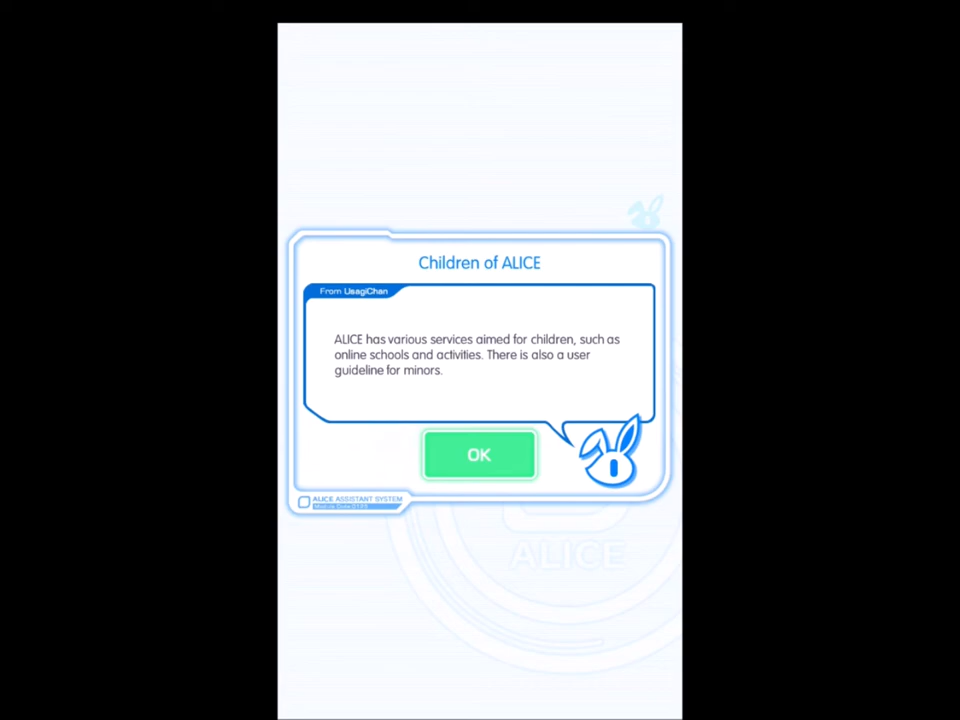 Children of ALICE
From UsagiChan
ALICE has various services aimed for children, such as
online schools and activities. There is also a user
guideline for minors.
OK
ALICE ASSISTANT SYSTEM
ALICE